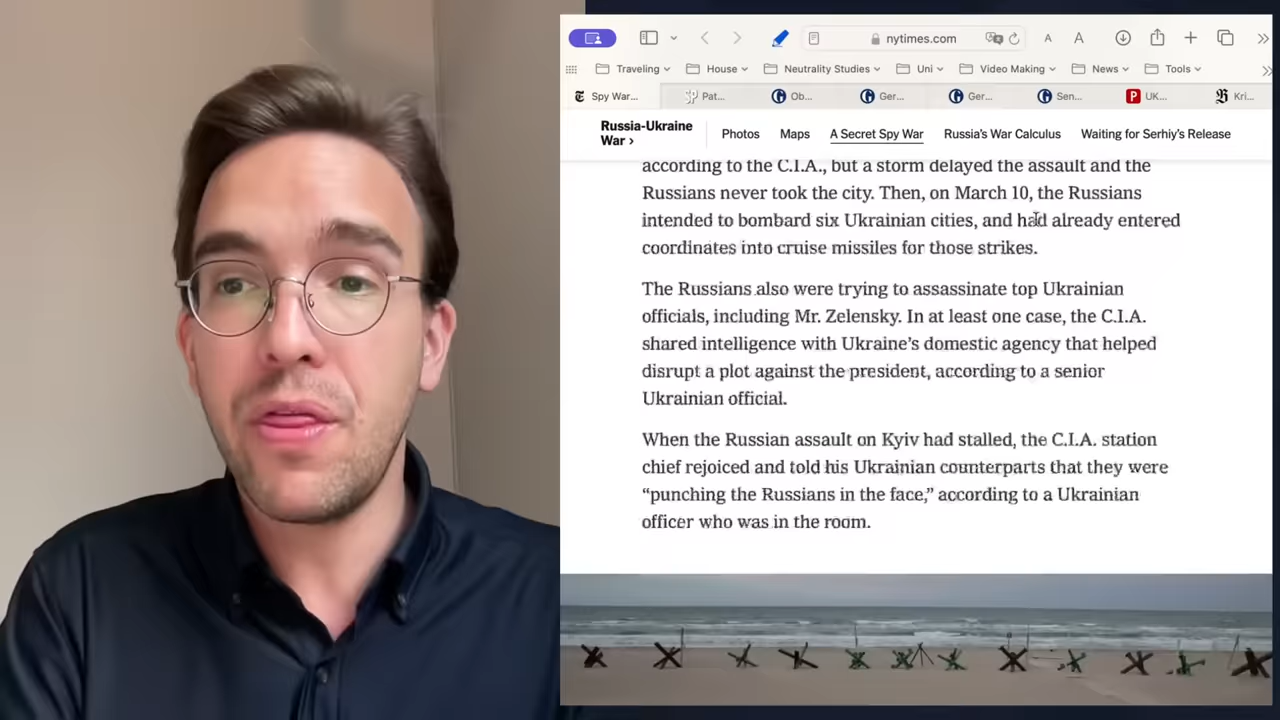 nytimes.com
A A
Traveling House Neutrality Studies Uni Video Making News Tools
Spy War... Pat... Ob... Ger... Ger... Sen... UK... Kri...
Russia-Ukraine
War › Photos Maps A Secret Spy War Russia's War Calculus Waiting for Serhiy's Release
according to the C.I.A., but a storm delayed the assault and the
Russians never took the city. Then, on March 10, the Russians
intended to bombard six Ukrainian cities, and had already entered
coordinates into cruise missiles for those strikes.
The Russians also were trying to assassinate top Ukrainian
officials, including Mr. Zelensky. In at least one case, the C.I.A.
shared intelligence with Ukraine's domestic agency that helped
disrupt a plot against the president, according to a senior
Ukrainian official.
When the Russian assault on Kyiv had stalled, the C.I.A. station
chief rejoiced and told his Ukrainian counterparts that they were
“punching the Russians in the face,” according to a Ukrainian
officer who was in the room.